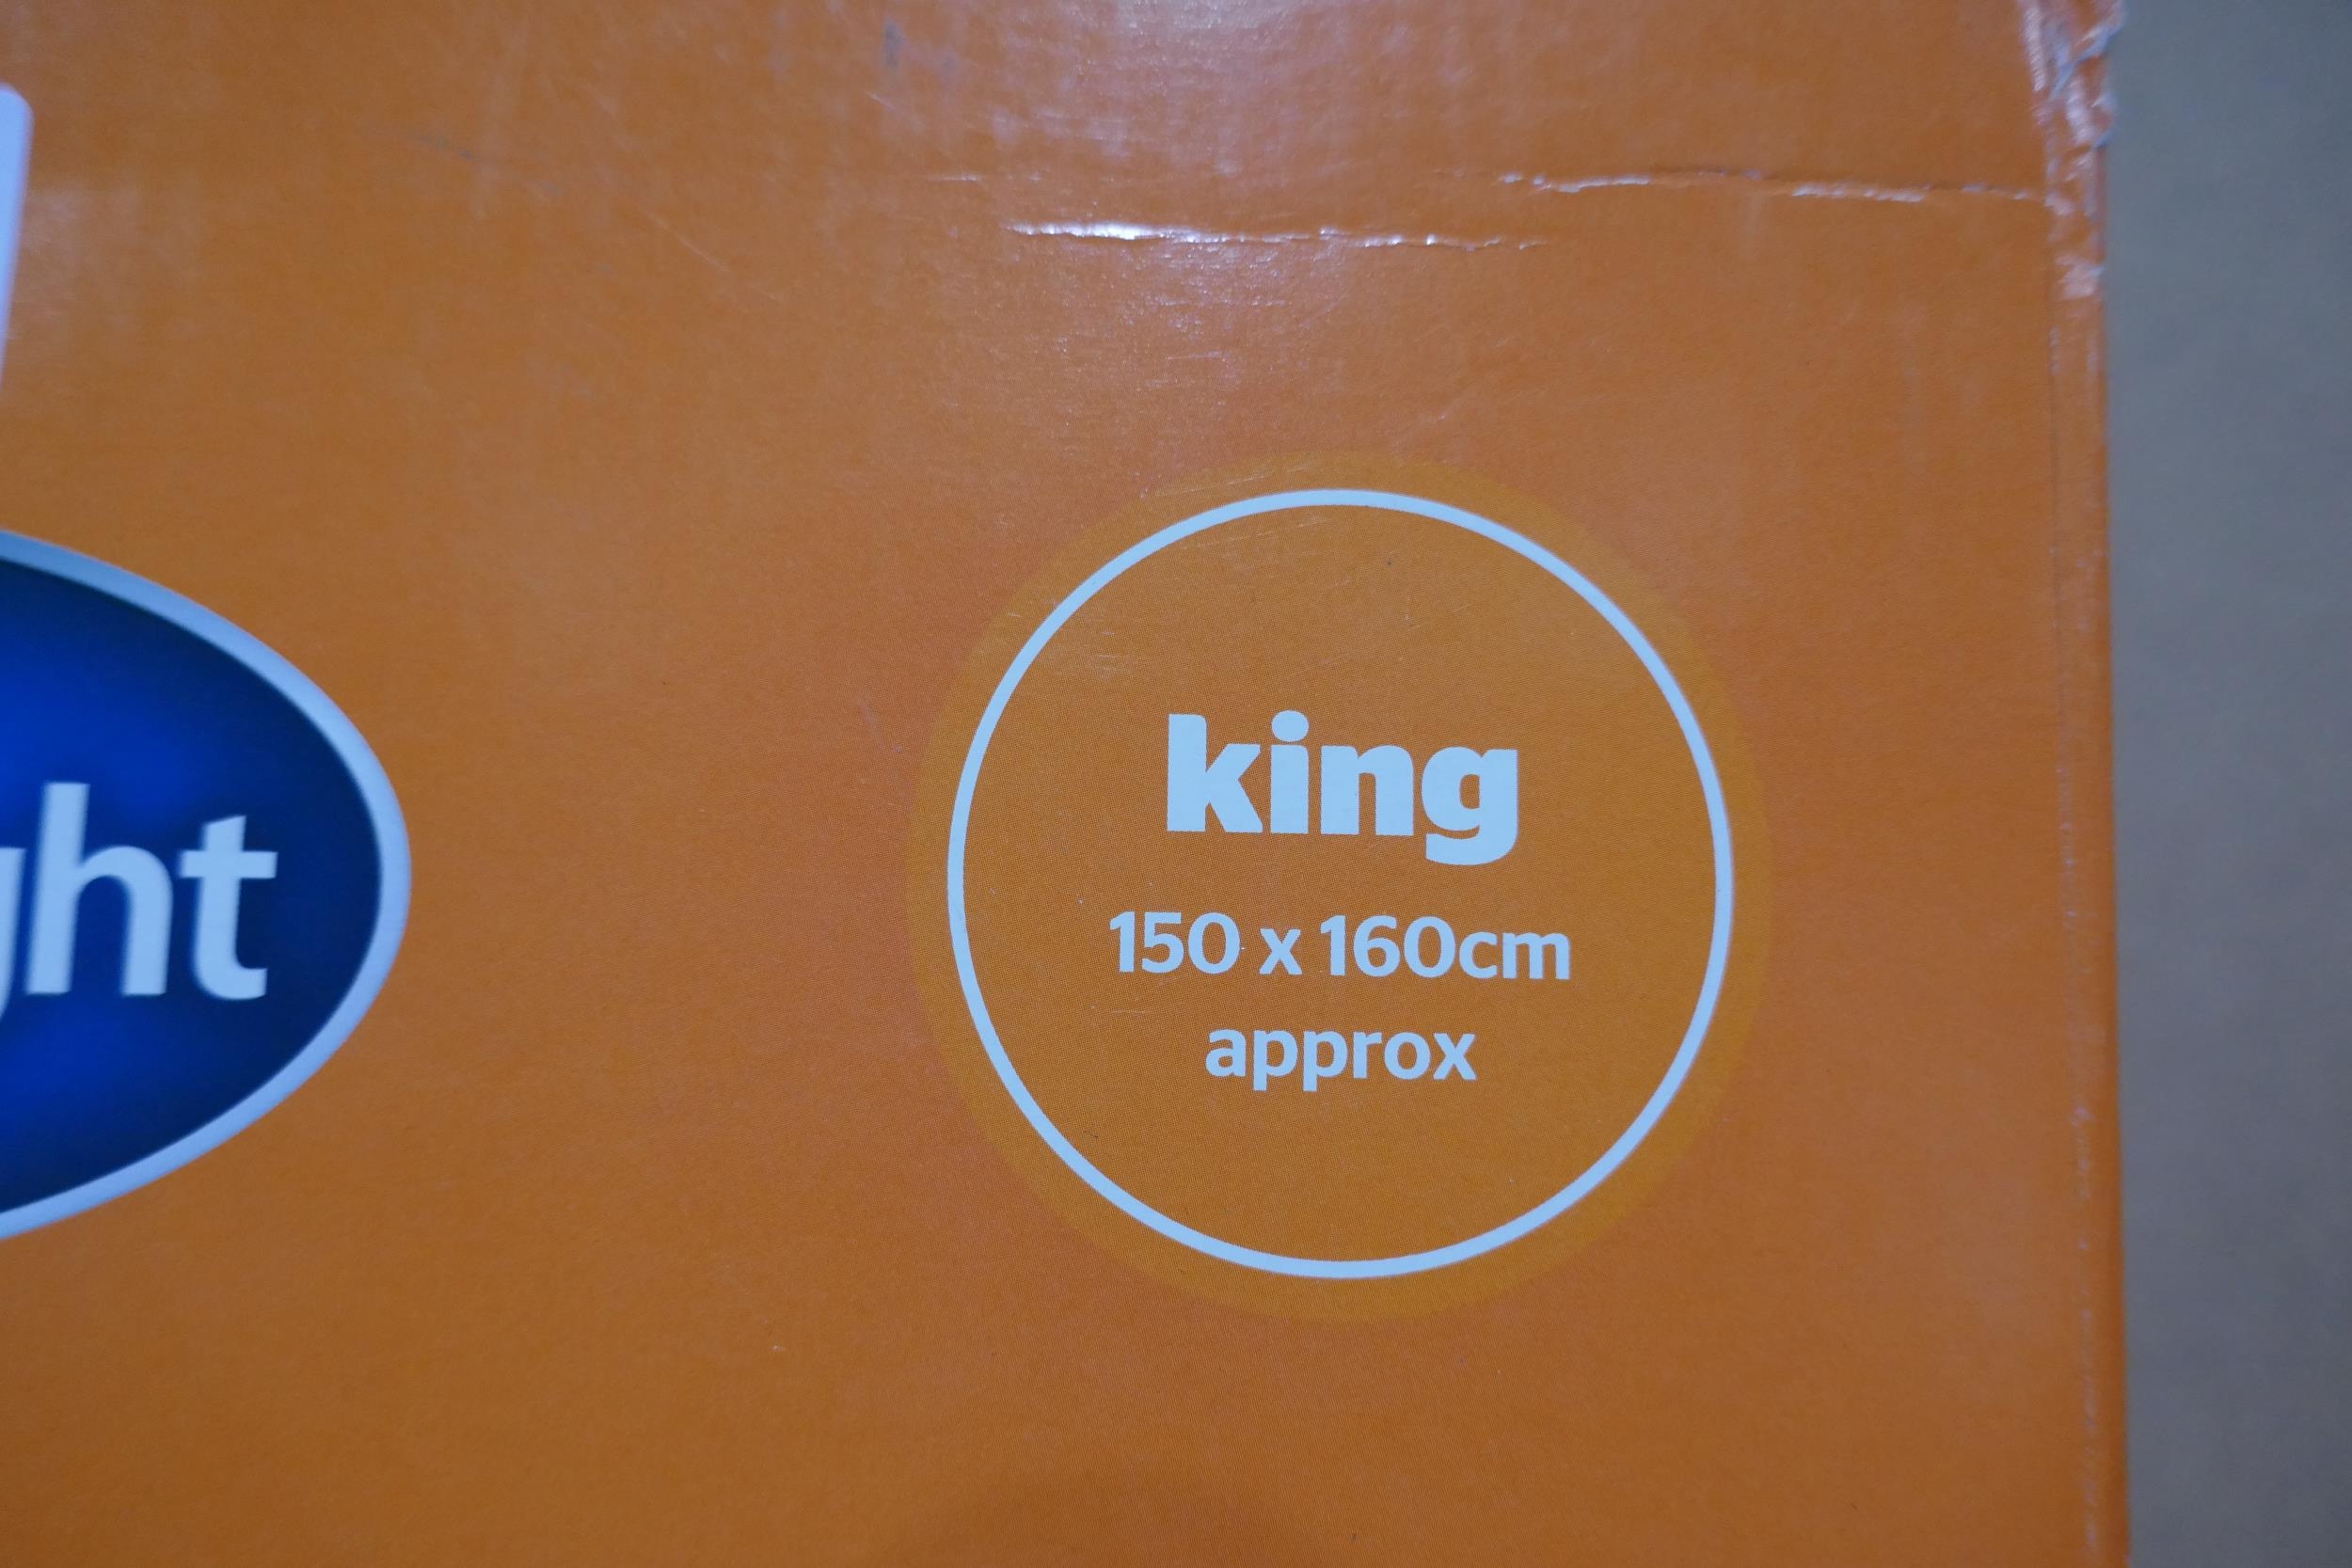 ght
king
150 x 160cm
approx